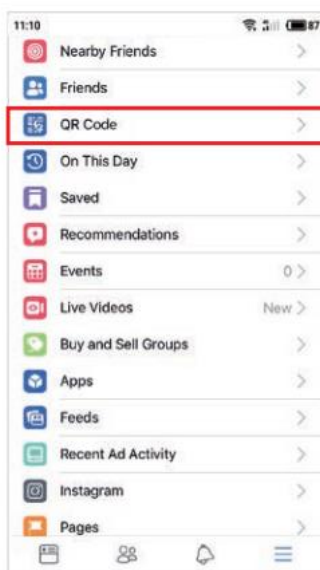 11:10 87
Nearby Friends
Friends
QR Code
On This Day
Saved
Recommendations
Events 0
Live Videos New
Buy and Sell Groups
Apps
Feeds
Recent Ad Activity
Instagram
Pages